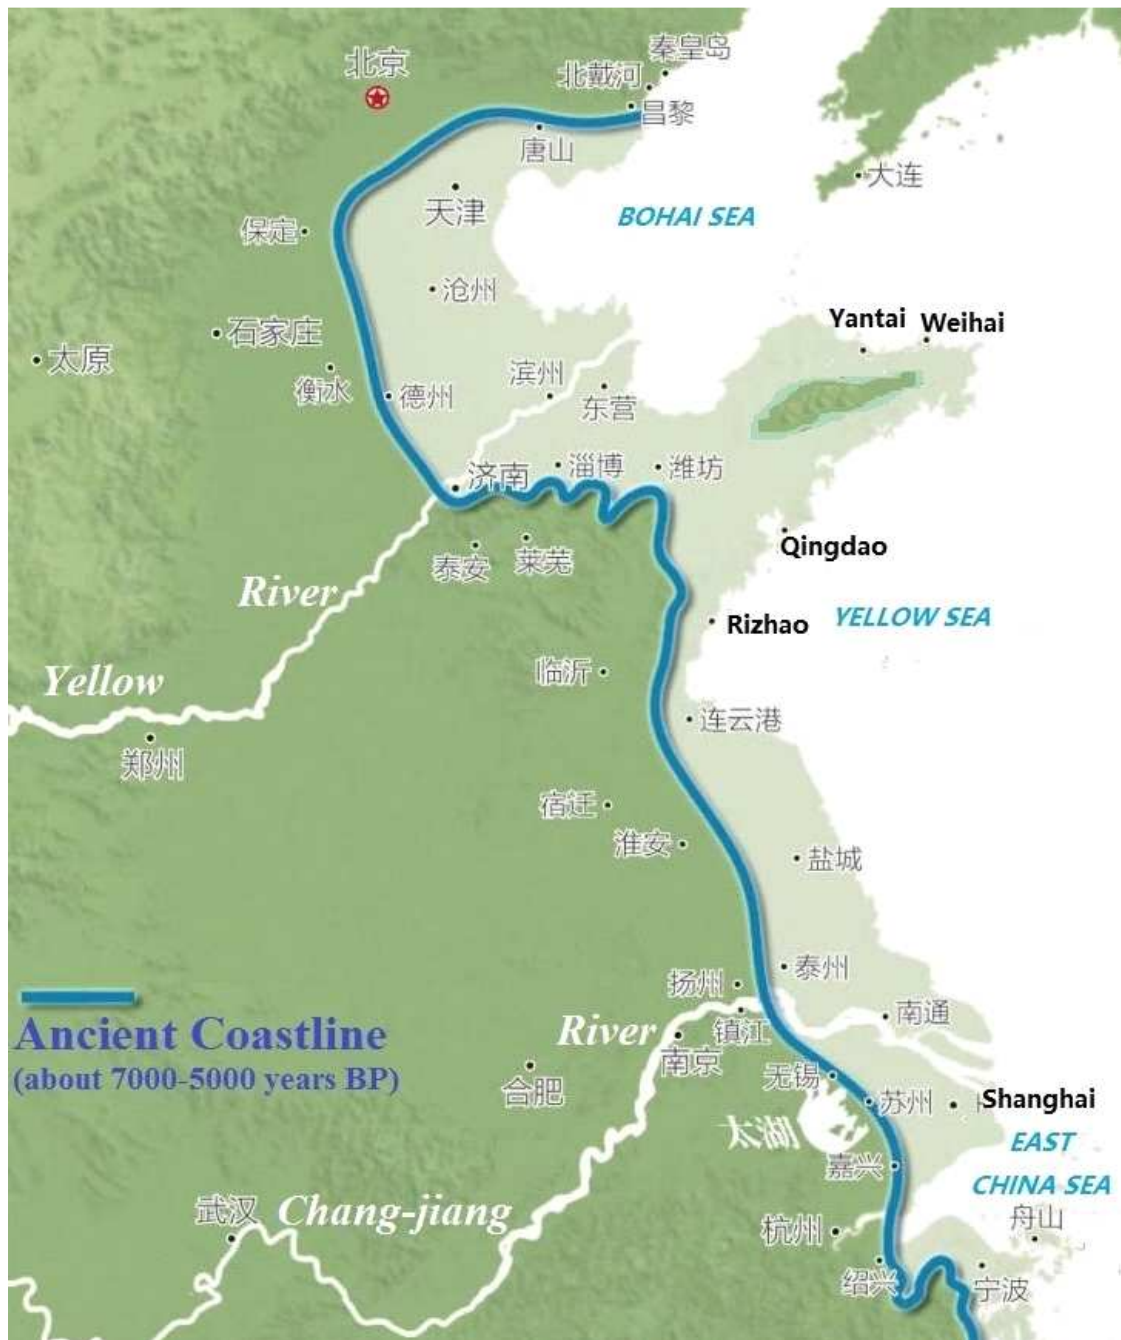 秦皇岛
北京
北戴河
昌黎
唐山
大连
天津
BOHAI SEA
保定
沧州
Yantai
Weihai
石家庄
太原
衡水
德州
滨州
东营
济南
淄博
潍坊
Qingdao
泰安
莱芜
River
Rizhao
YELLOW SEA
临沂
Yellow
连云港
郑州
宿迁
淮安
盐城
泰州
扬州
南通
Ancient Coastline
(about 7000-5000 years BP)
River
镇江
南京
合肥
无锡
苏州
Shanghai
太湖
EAST
CHINA SEA
嘉兴
武汉
Chang-jiang
杭州
舟山
绍兴
宁波